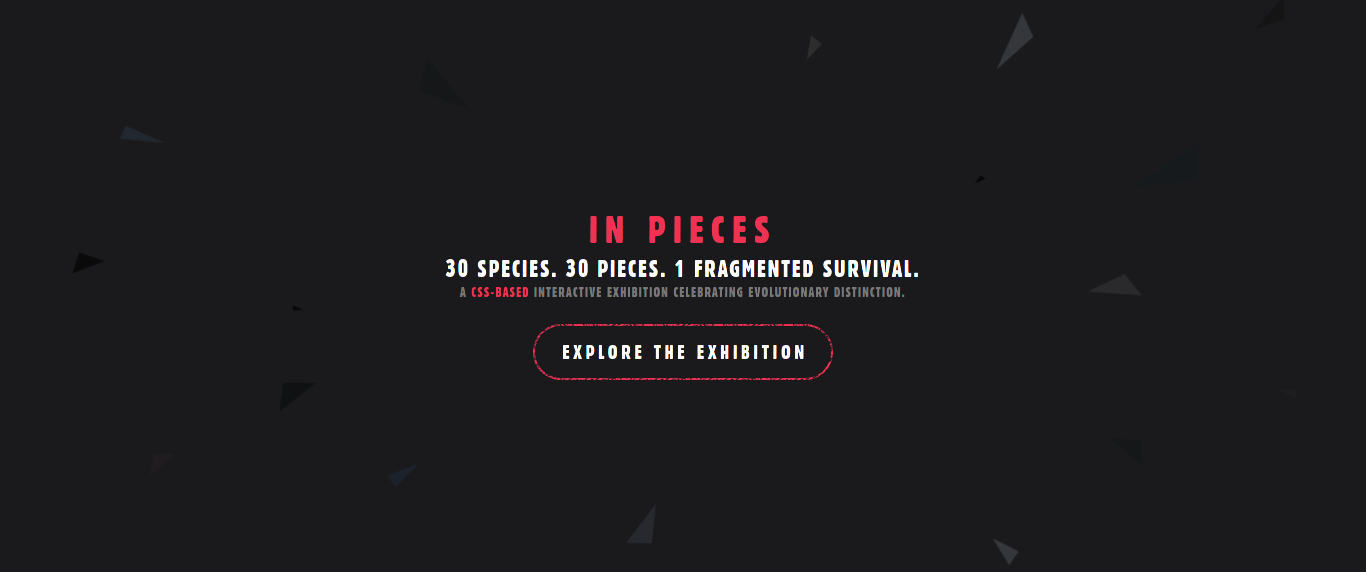 IN PIECES
30 SPECIES. 30 PIECES. 1 FRAGMENTED SURVIVAL.
A CSS-BASED INTERACTIVE EXHIBITION CELEBRATING EVOLUTIONARY DISTINCTION.
EXPLORE THE EXHIBITION